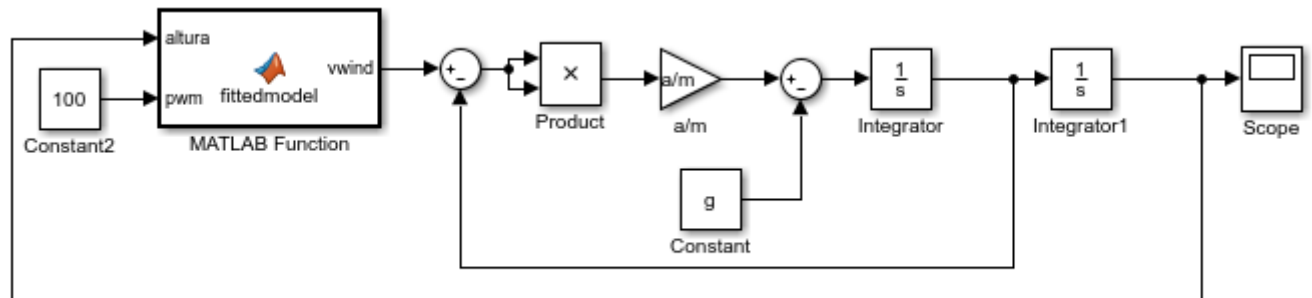 altura
vwind
pwm
fittedmodel
MATLAB Function
100
Constant2
+
-
×
Product
a/m
a/m
+
-
g
Constant
1
s
Integrator
1
s
Integrator1
Scope